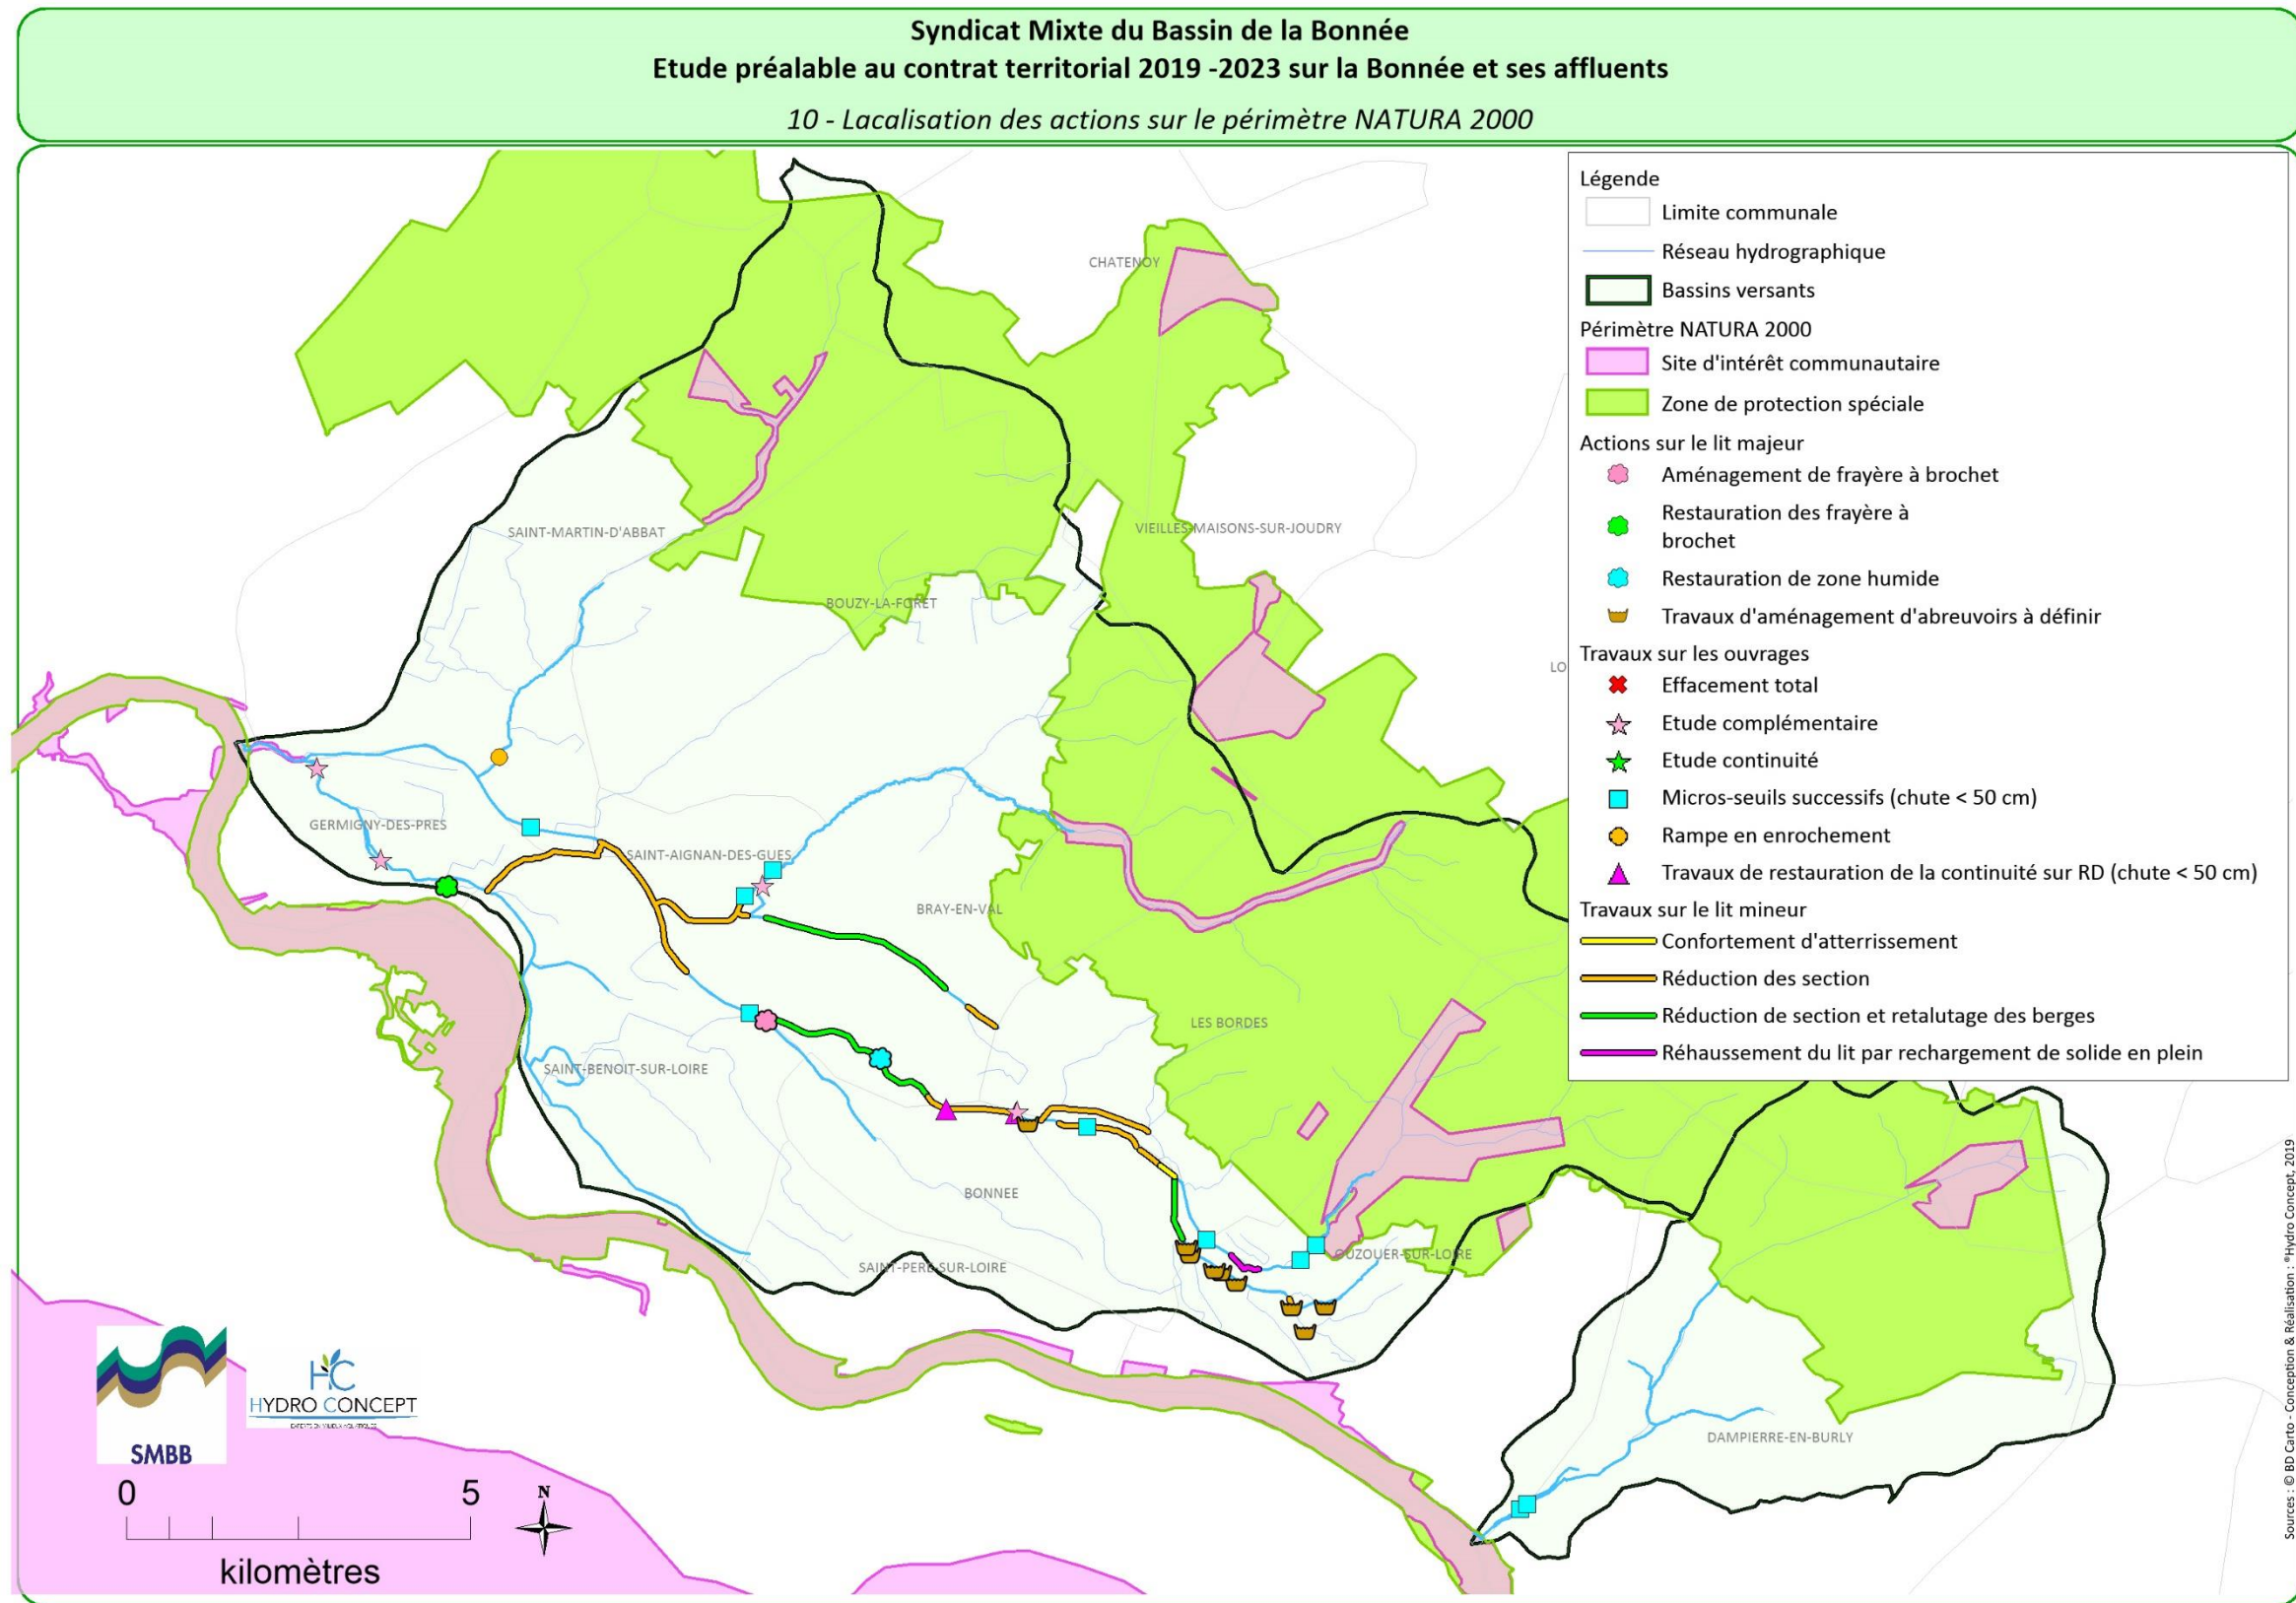 Syndicat Mixte du Bassin de la Bonnée
Etude préalable au contrat territorial 2019 -2023 sur la Bonnée et ses affluents
10 - Lacalisation des actions sur le périmètre NATURA 2000
Légende
Limite communale
Réseau hydrographique
Bassins versants
Périmètre NATURA 2000
Site d'intérêt communautaire
Zone de protection spéciale
Actions sur le lit majeur
Aménagement de frayère à brochet
Restauration des frayère à
brochet
Restauration de zone humide
Travaux d'aménagement d'abreuvoirs à définir
Travaux sur les ouvrages
Effacement total
Etude complémentaire
Etude continuité
Micros-seuils successifs (chute < 50 cm)
Rampe en enrochement
Travaux de restauration de la continuité sur RD (chute < 50 cm)
Travaux sur le lit mineur
Confortement d'atterrissement
Réduction des section
Réduction de section et retalutage des berges
Réhaussement du lit par rechargement de solide en plein
CHATENOY
SAINT-MARTIN-D'ABBAT
VIEILLES-MAISONS-SUR-JOUDRY
BOUZY-LA-FORET
LO
GERMIGNY-DES-PRES
SAINT-AIGNAN-DES-GUES
BRAY-EN-VAL
LES BORDES
SAINT-BENOIT-SUR-LOIRE
BONNEE
SAINT-PERE-SUR-LOIRE
OUZOUER-SUR-LOIRE
DAMPIERRE-EN-BURLY
SMBB
HC
HYDRO CONCEPT
0 5
kilomètres
N
Sources : © BD Carto - Conception & Réalisation : °Hydro Concept, 2019